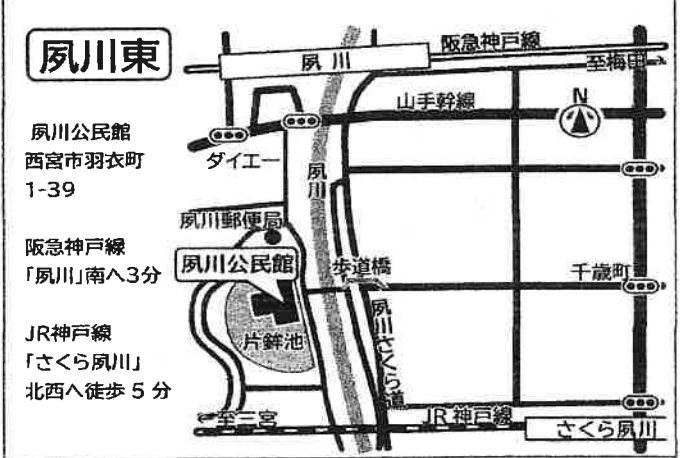 夙川東
夙川公民館
西宮市羽衣町
1-39
阪急神戸線
「夙川」南へ3分
JR神戸線
「さくら夙川」
北西へ徒歩 5 分
阪急神戸線
夙川
至梅田
山手幹線
N
ダイエー
夙川
夙川郵便局
夙川公民館
歩道橋
千歳町
片鉾池
夙川さくら道
至三宮
JR神戸線
さくら夙川